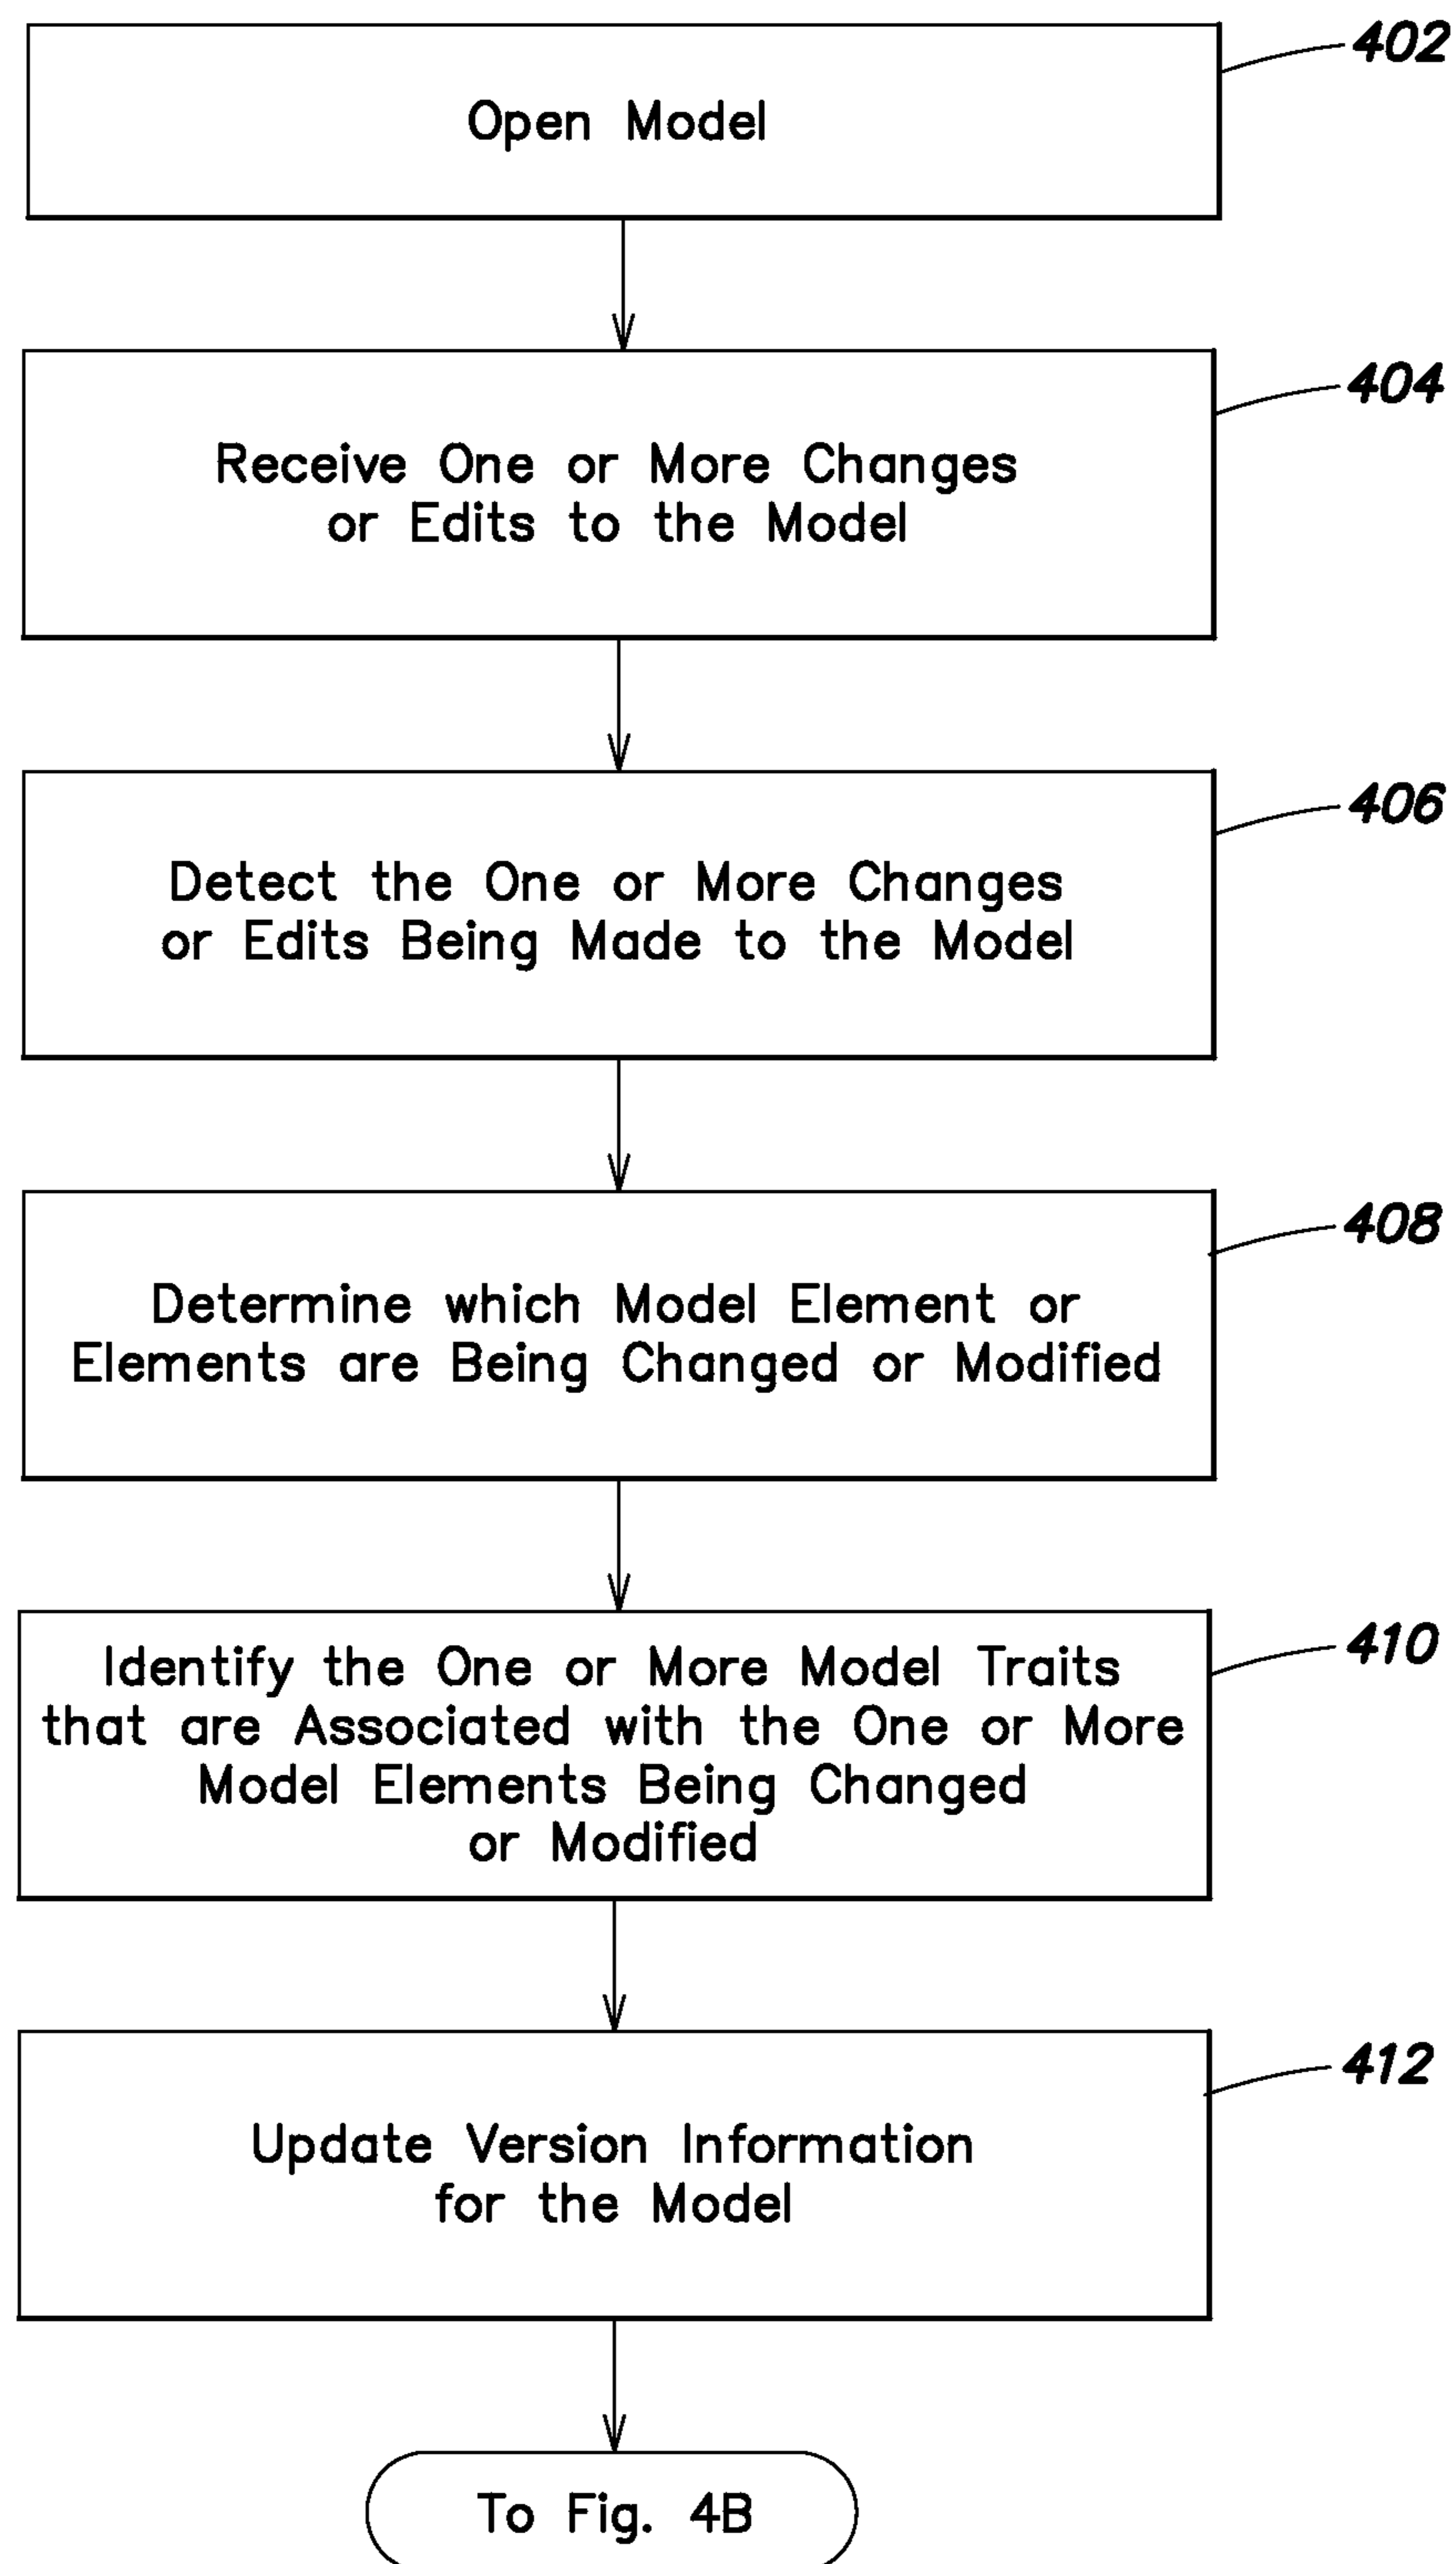 402
Open Model
404
Receive One or More Changes
or Edits to the Model
406
Detect the One or More Changes
or Edits Being Made to the Model
408
Determine which Model Element or
Elements are Being Changed or Modified
410
Identify the One or More Model Traits
that are Associated with the One or More
Model Elements Being Changed
or Modified
412
Update Version Information
for the Model
To Fig. 4B